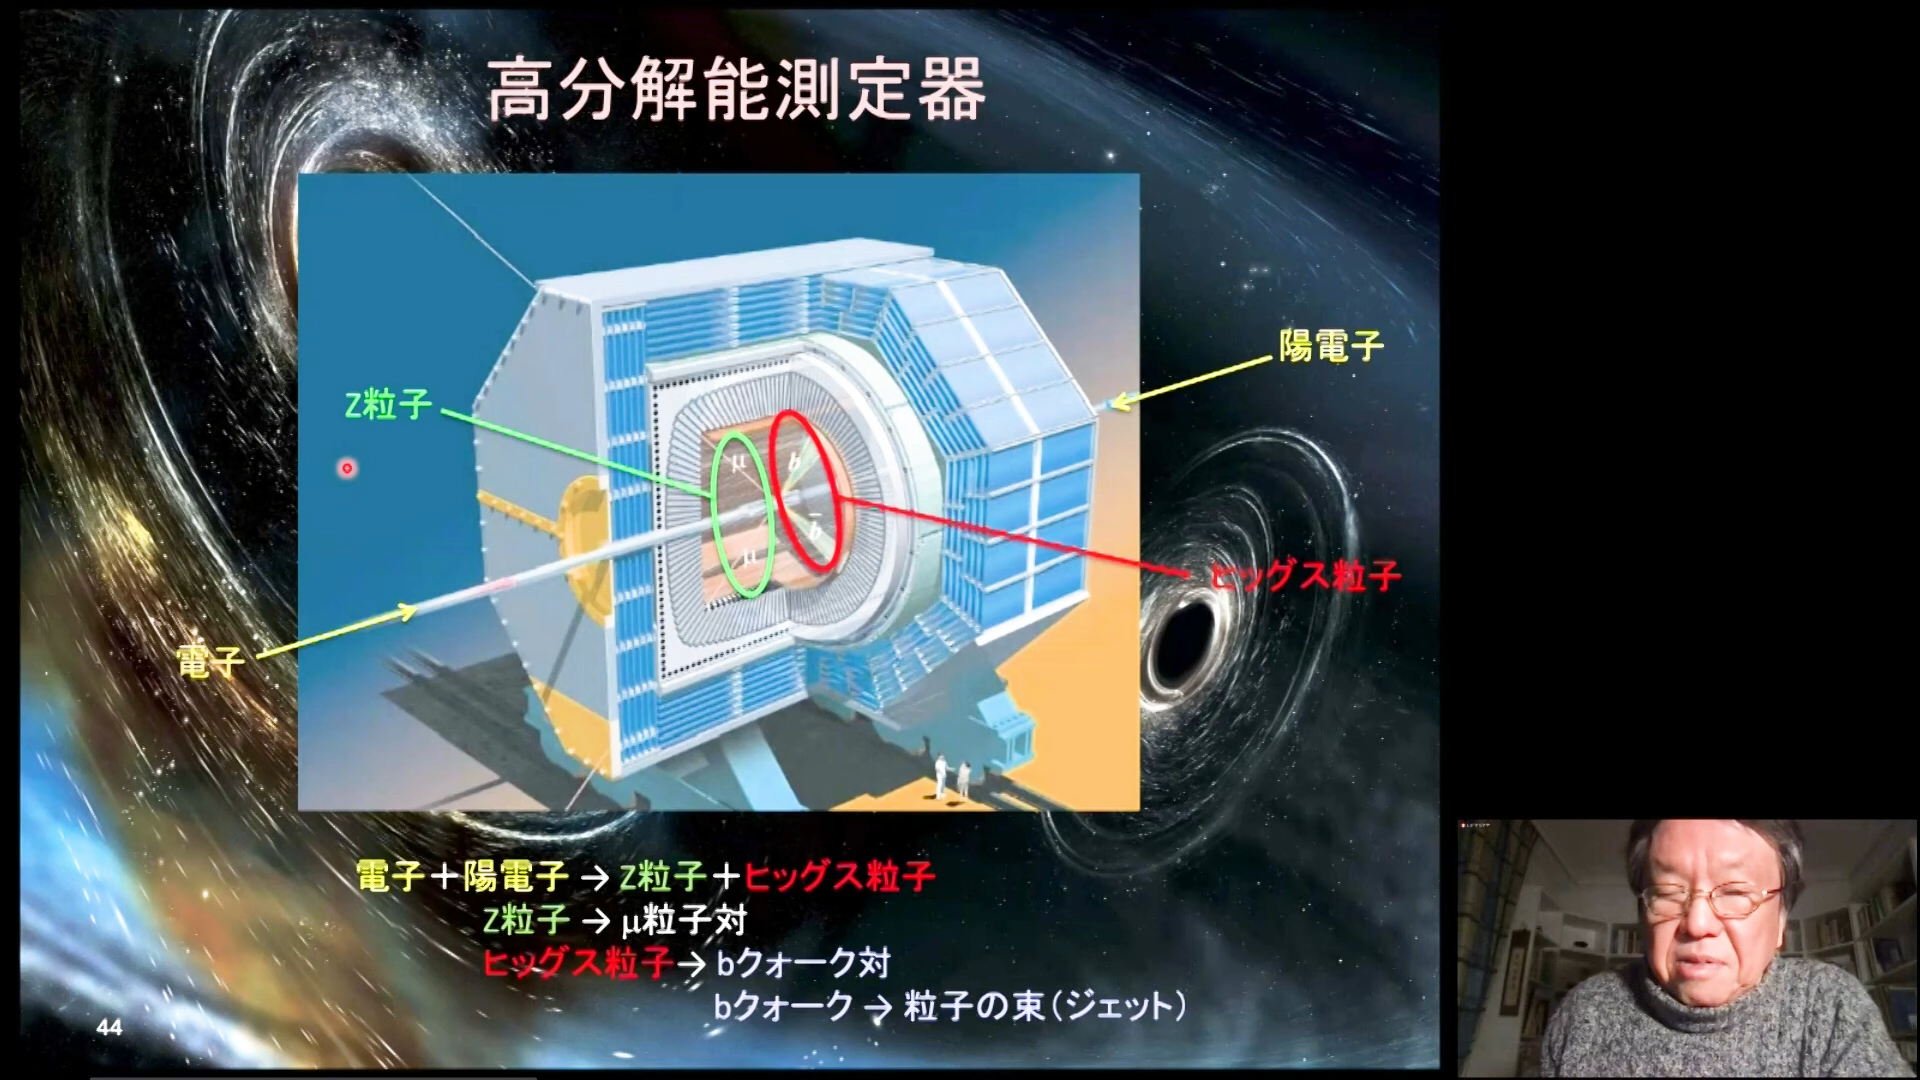 高分解能測定器
陽電子
Z粒子
μ
b
b̄
μ
ヒッグス粒子
電子
電子＋陽電子 → Z粒子＋ヒッグス粒子
Z粒子 → μ粒子対
ヒッグス粒子→ bクォーク対
bクォーク → 粒子の束（ジェット）
44